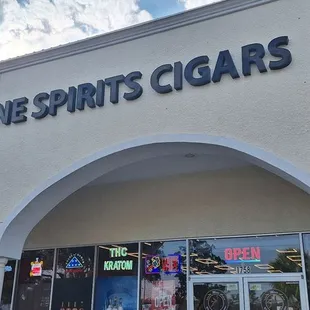 NE SPIRITS CIGARS
THC
KRATOM
OPEN